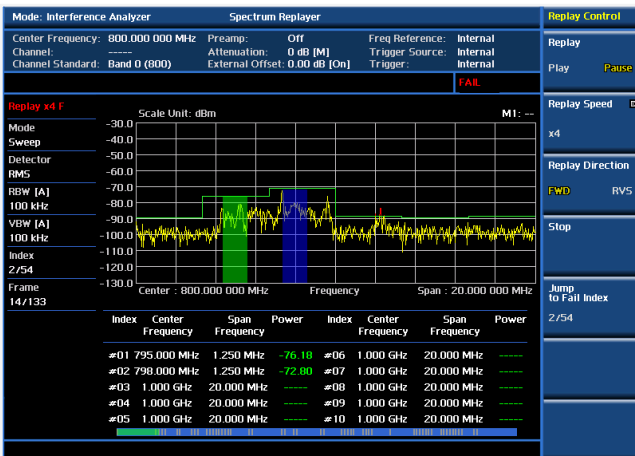 Mode: Interference Analyzer Spectrum Replayer
Center Frequency: 800.000 000 MHz Preamp: Off Freq Reference: Internal
Channel: ----- Attenuation: 0 dB [M] Trigger Source: Internal
Channel Standard: Band 0 (800) External Offset: 0.00 dB [On] Trigger: Internal
FAIL
Replay x4 F
Mode
Sweep
Detector
RMS
RBW [A]
100 kHz
VBW [A]
100 kHz
Index
2/54
Frame
14/133
Scale Unit: dBm M1: --
-30.0
-40.0
-50.0
-60.0
-70.0
-80.0
-90.0
-100.0
-110.0
-120.0
-130.0
Center : 800.000 000 MHz Frequency Span : 20.000 000 MHz
Index Center Frequency Span Frequency Power Index Center Frequency Span Frequency Power
≠01 795.000 MHz 1.250 MHz -76.18 ≠06 1.000 GHz 20.000 MHz -----
≠02 798.000 MHz 1.250 MHz -72.80 ≠07 1.000 GHz 20.000 MHz -----
≠03 1.000 GHz 20.000 MHz ----- ≠08 1.000 GHz 20.000 MHz -----
≠04 1.000 GHz 20.000 MHz ----- ≠09 1.000 GHz 20.000 MHz -----
≠05 1.000 GHz 20.000 MHz ----- ≠10 1.000 GHz 20.000 MHz -----
Replay Control
Replay
Play Pause
Replay Speed
x4
Replay Direction
FWD RVS
Stop
Jump
to Fail Index
2/54